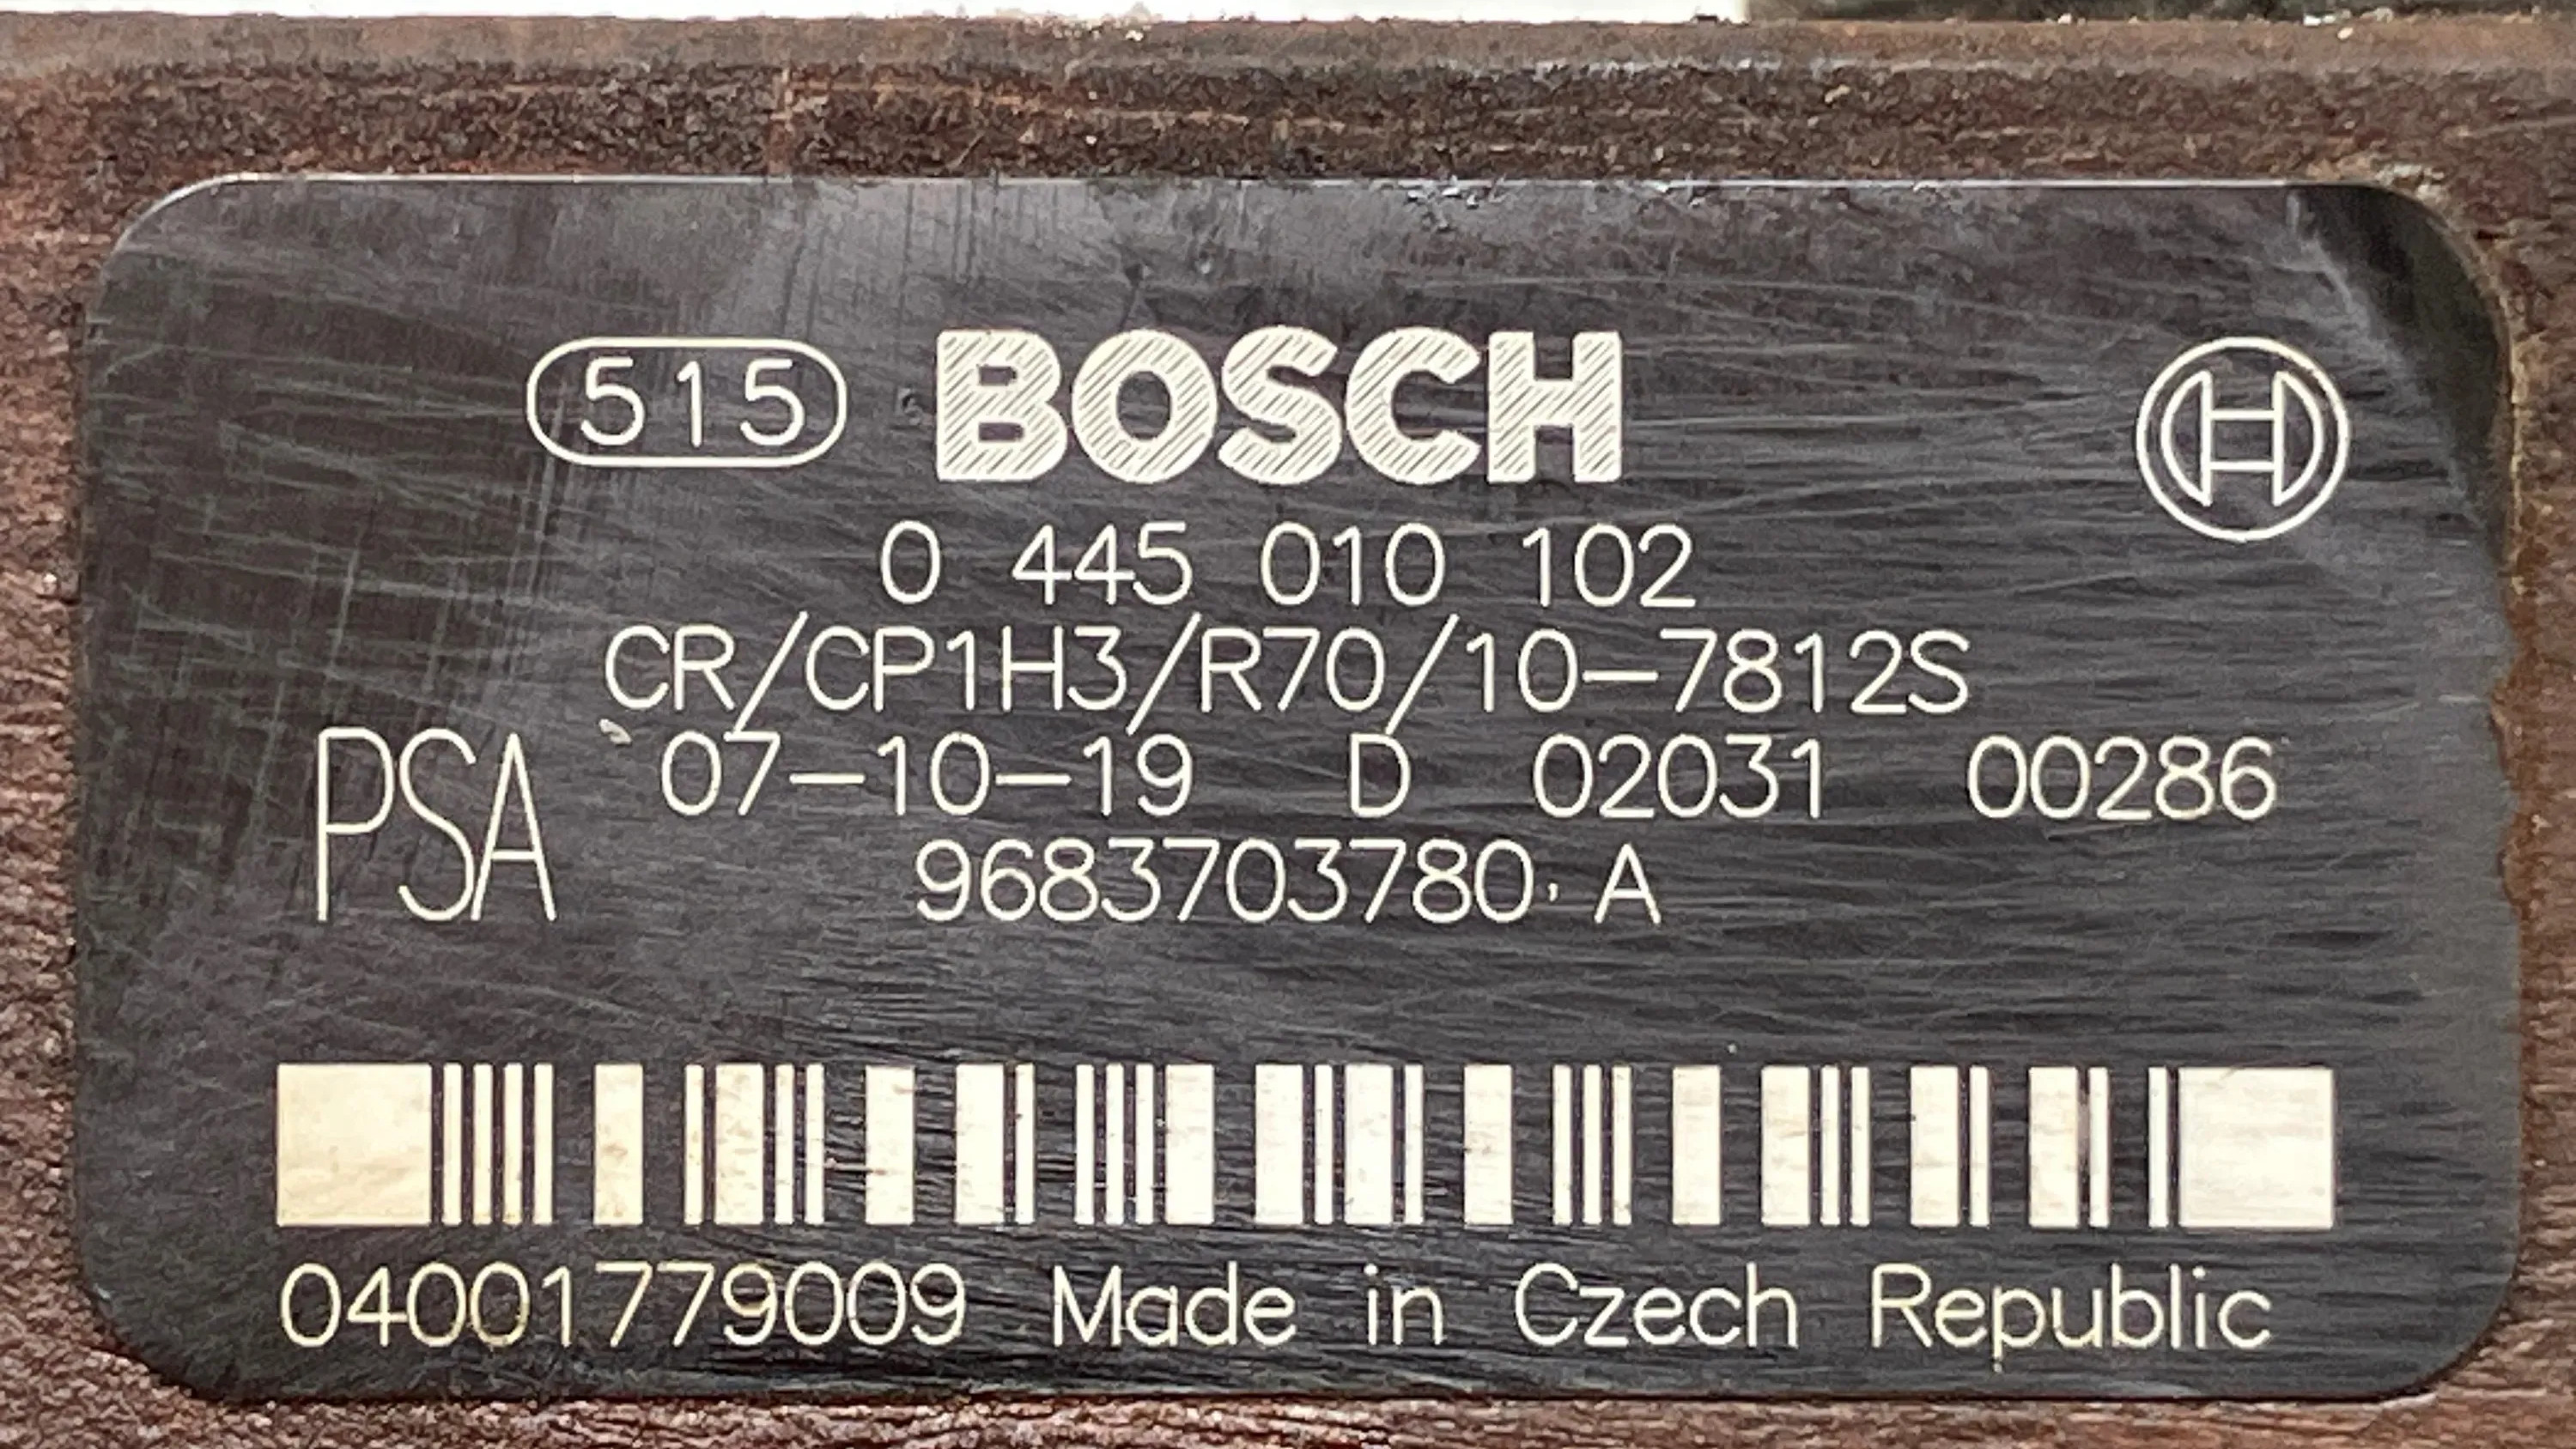 515 BOSCH
0 445 010 102
CR/CP1H3/R70/10-7812S
PSA 07-10-19 D 02031 00286
9683703780 A
04001779009 Made in Czech Republic